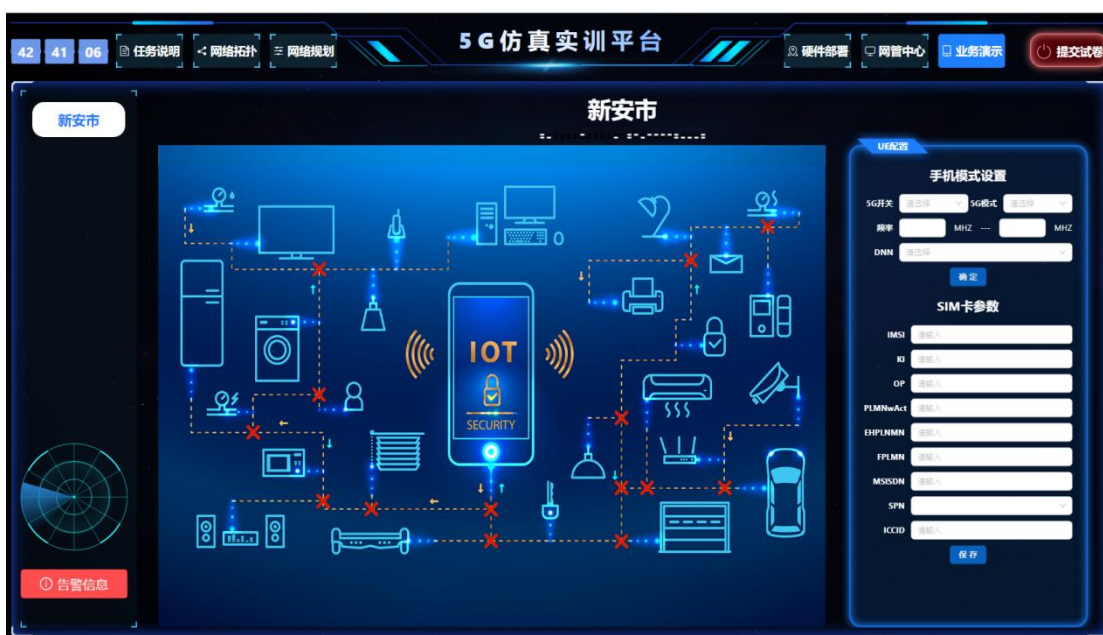 42 41 06 任务说明 网络拓扑 网络规划 5G仿真实训平台 硬件部署 网管中心 业务演示 提交试卷
新安市
新安市
IOT
SECURITY
告警信息
UE配置
手机模式设置
5G开关 请选择 5G模式 请选择
频率 MHZ --- MHZ
DNN 请选择
确定
SIM卡参数
IMSI 请输入
KI 请输入
OP 请输入
PLMNwAct 请输入
EHPLNMN 请输入
FPLMN 请输入
MSISDN 请输入
SPN
ICCID 请输入
保存